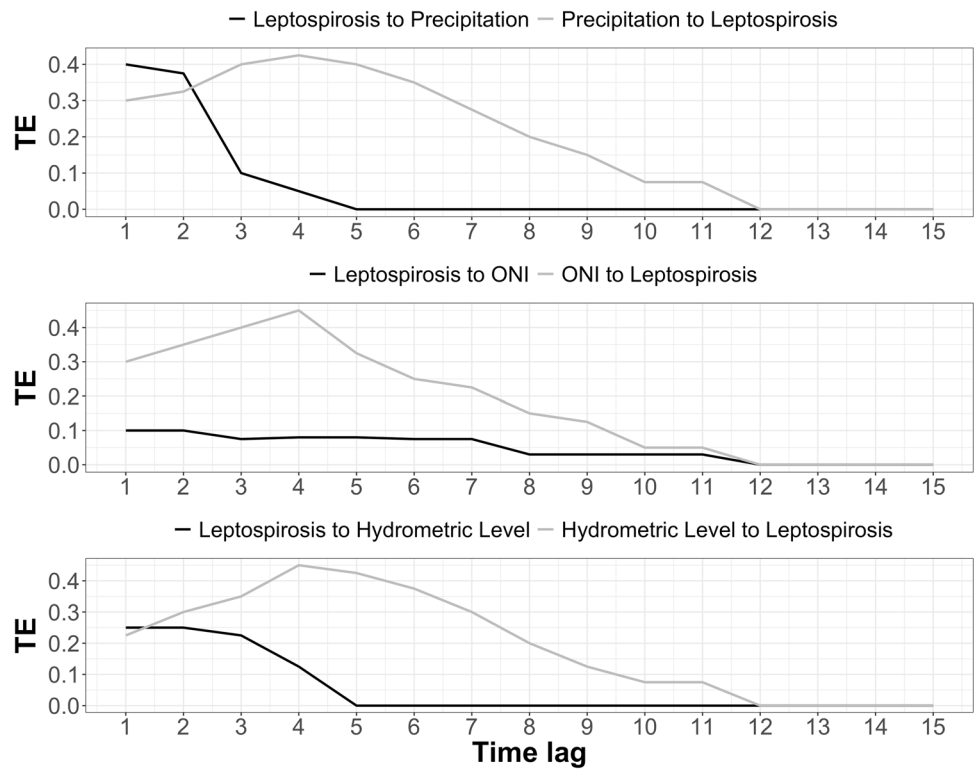 Leptospirosis to Precipitation Precipitation to Leptospirosis
TE
0.4
0.3
0.2
0.1
0.0
1 2 3 4 5 6 7 8 9 10 11 12 13 14 15
Leptospirosis to ONI ONI to Leptospirosis
TE
0.4
0.3
0.2
0.1
0.0
1 2 3 4 5 6 7 8 9 10 11 12 13 14 15
Leptospirosis to Hydrometric Level Hydrometric Level to Leptospirosis
TE
0.4
0.3
0.2
0.1
0.0
1 2 3 4 5 6 7 8 9 10 11 12 13 14 15
Time lag